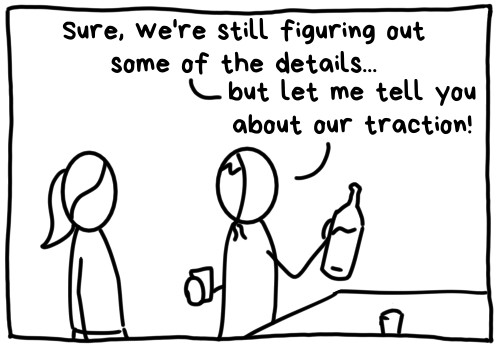 Sure, we're still figuring out
some of the details...
but let me tell you
about our traction!